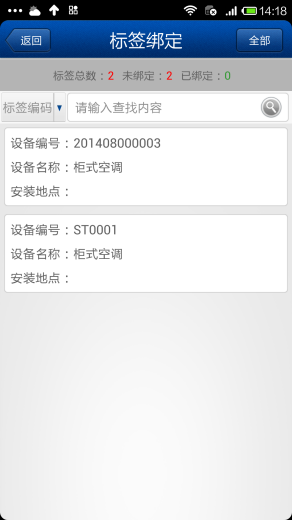 14:18
返回
标签绑定
全部
标签总数：2 未绑定：2 已绑定：0
标签编码
请输入查找内容
设备编号：201408000003
设备名称：柜式空调
安装地点：
设备编号：ST0001
设备名称：柜式空调
安装地点：